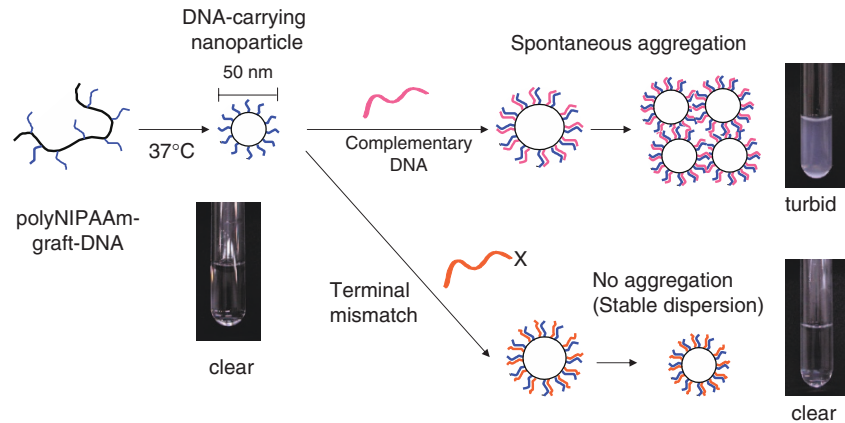 DNA-carrying
nanoparticle
50 nm
37°C
polyNIPAAm-
graft-DNA
clear
Complementary
DNA
Spontaneous aggregation
turbid
Terminal
mismatch
X
No aggregation
(Stable dispersion)
clear